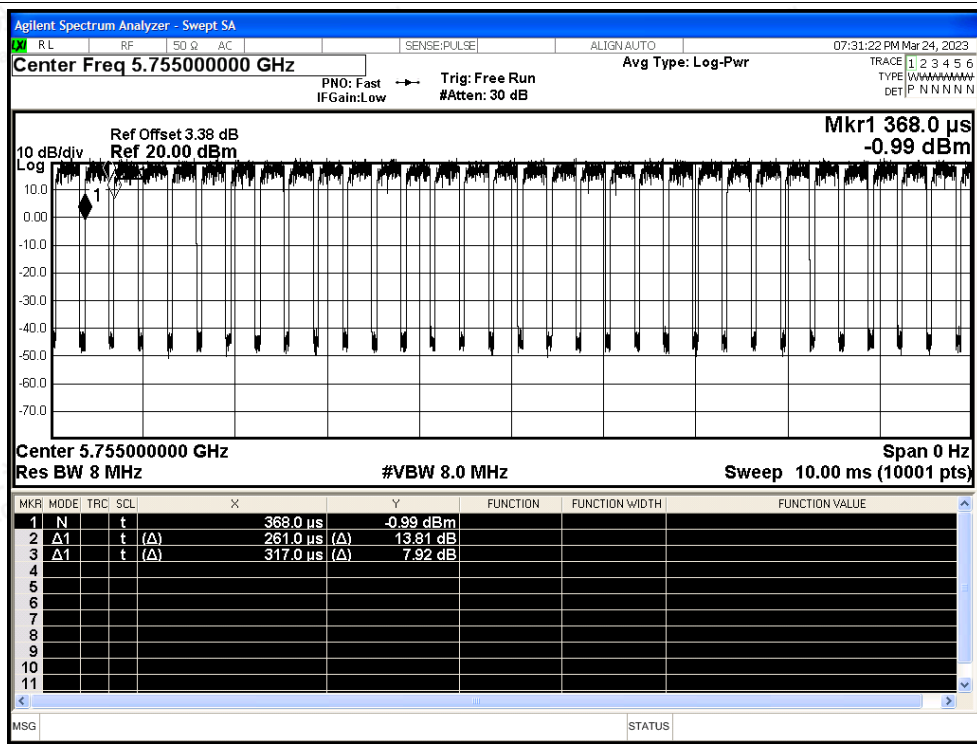 Agilent Spectrum Analyzer - Swept SA
LXI RL RF 50 Ω AC SENSE:PULSE ALIGN AUTO 07:31:22 PM Mar 24, 2023
Center Freq 5.755000000 GHz
Avg Type: Log-Pwr
TRACE 1 2 3 4 5 6
PNO: Fast
Trig: Free Run
TYPE
IFGain:Low
#Atten: 30 dB
DET P N N N N N
Mkr1 368.0 µs
Ref Offset 3.38 dB
10 dB/div Ref 20.00 dBm -0.99 dBm
Log
10.0
1
0.00
-10.0
-20.0
-30.0
-40.0
-50.0
-60.0
-70.0
Center 5.755000000 GHz Span 0 Hz
Res BW 8 MHz #VBW 8.0 MHz Sweep 10.00 ms (10001 pts)
MKR MODE TRC SCL X Y FUNCTION FUNCTION WIDTH FUNCTION VALUE
1 N t 368.0 µs -0.99 dBm
2 Δ1 t (Δ) 261.0 µs (Δ) 13.81 dB
3 Δ1 t (Δ) 317.0 µs (Δ) 7.92 dB
4
5
6
7
8
9
10
11
MSG STATUS